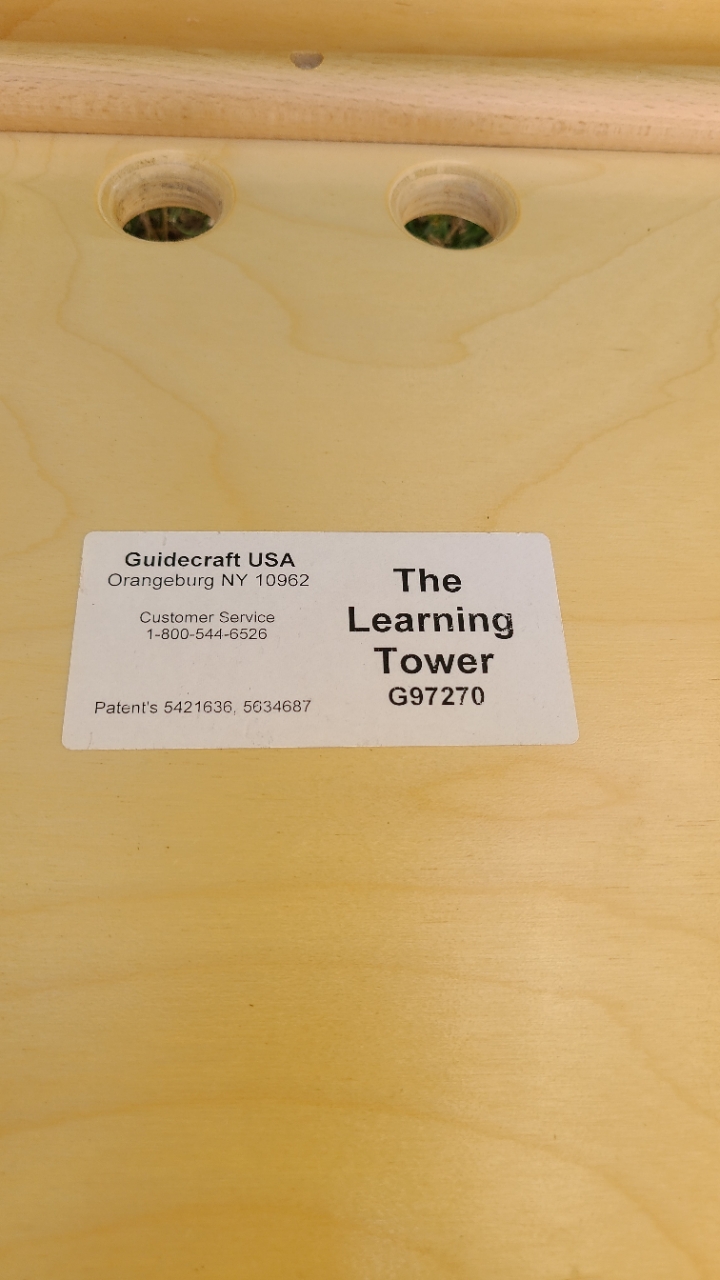 Guidecraft USA
Orangeburg NY 10962
Customer Service
1-800-544-6526
Patent's 5421636, 5634687
The
Learning
Tower
G97270